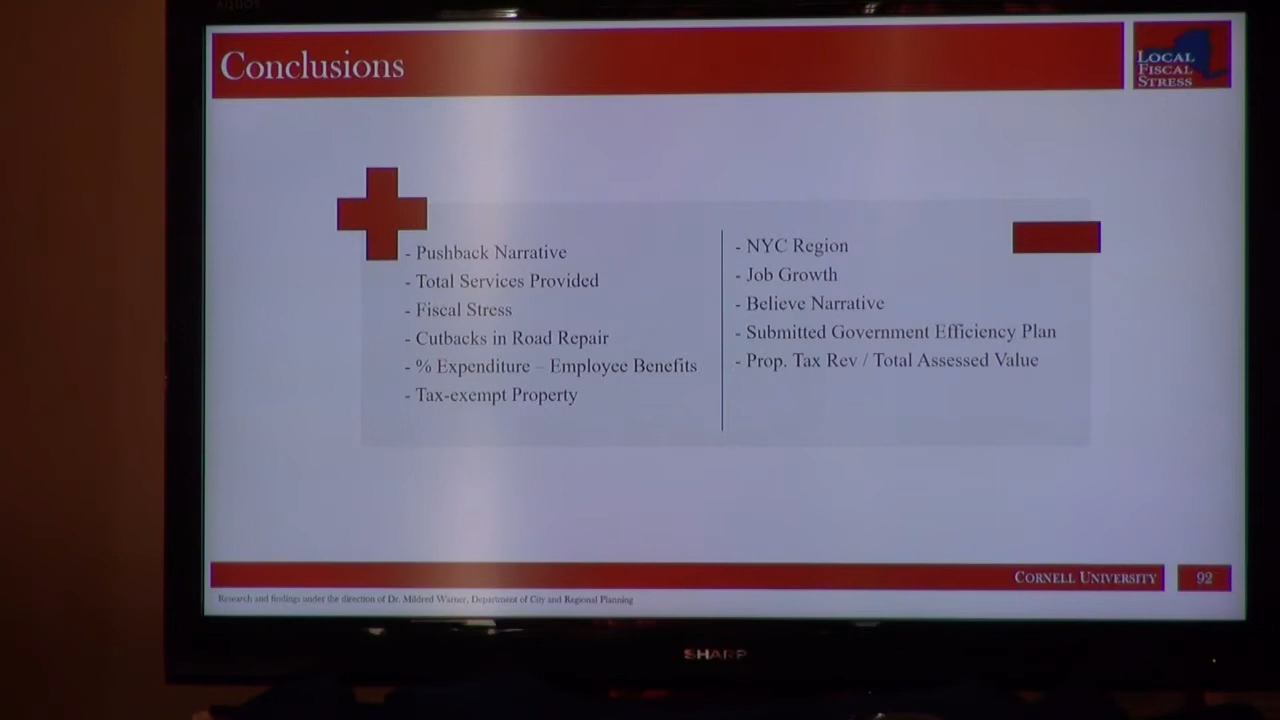 AQUOS
Conclusions
LOCAL
FISCAL
STRESS
- Pushback Narrative
- Total Services Provided
- Fiscal Stress
- Cutbacks in Road Repair
- % Expenditure – Employee Benefits
- Tax-exempt Property
- NYC Region
- Job Growth
- Believe Narrative
- Submitted Government Efficiency Plan
- Prop. Tax Rev / Total Assessed Value
CORNELL UNIVERSITY
92
Research and findings under the direction of Dr. Mildred Warner, Department of City and Regional Planning
SHARP